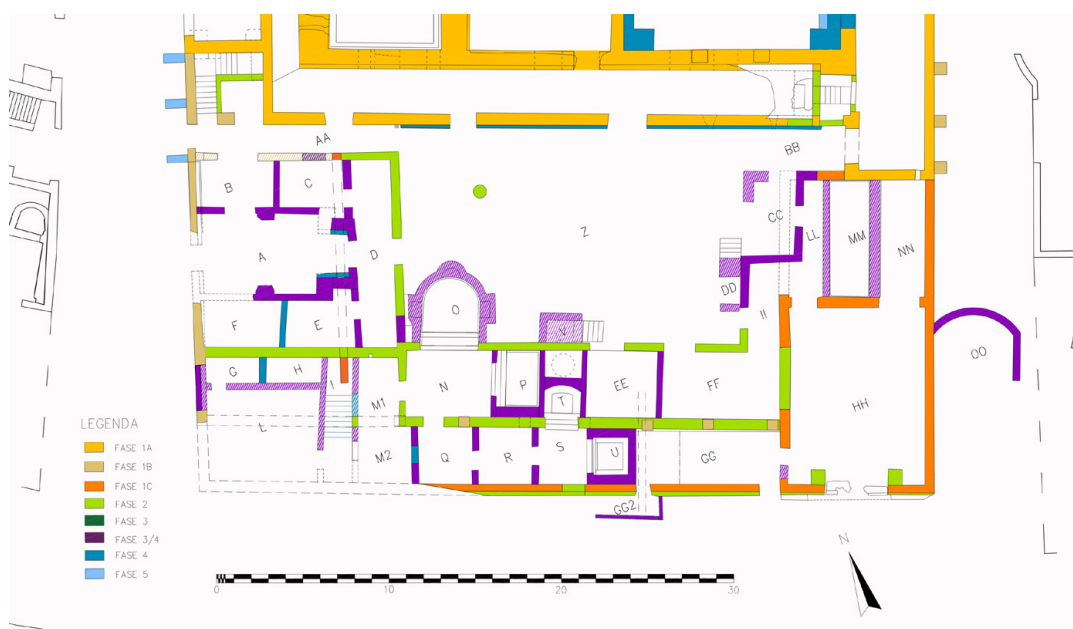 AA
BB
B
C
CC
Z
LL
MM
NN
A
D
DD
II
O
V
F
E
OO
G
H
I
N
P
T
EE
FF
HH
M1
L
M2
Q
R
S
U
GG
GG2
LEGENDA
FASE 1A
FASE 1B
FASE 1C
FASE 2
FASE 3
FASE 3/4
FASE 4
FASE 5
0
10
20
30
N